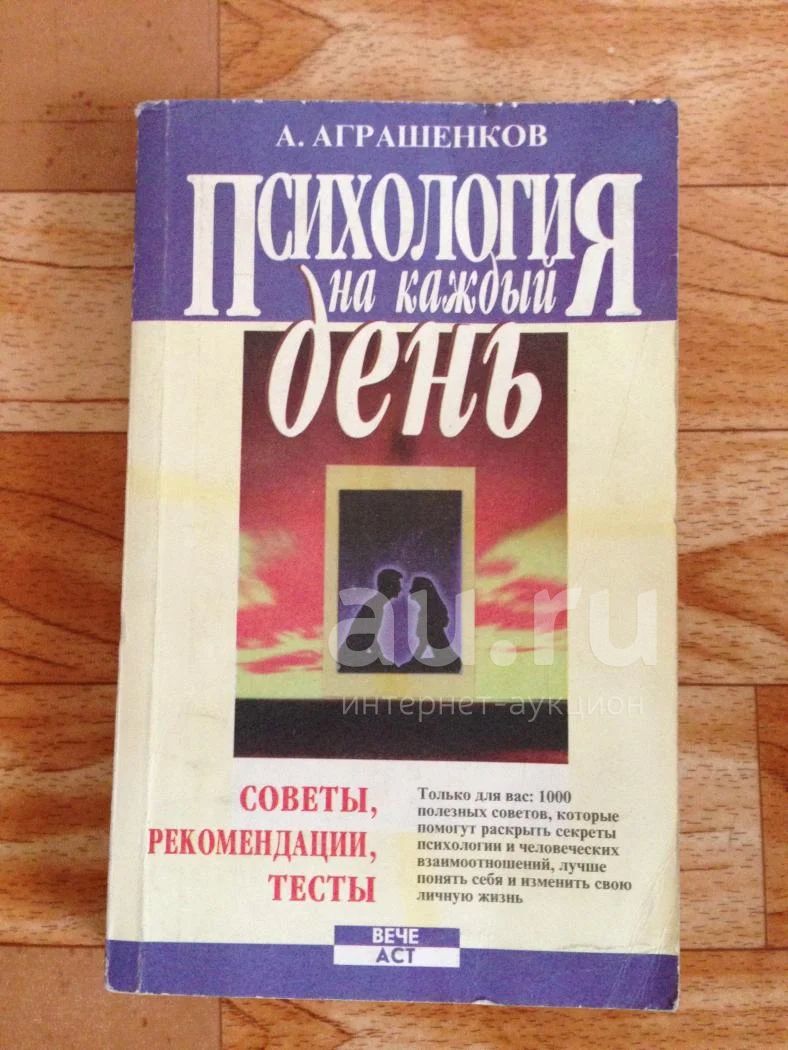 А. АГРАШЕНКОВ
ПСИХОЛОГИЯ
на каждый
день
au.ru
интернет-аукцион
СОВЕТЫ,
РЕКОМЕНДАЦИИ,
ТЕСТЫ
Только для вас: 1000
полезных советов, которые
помогут раскрыть секреты
психологии и человеческих
взаимоотношений, лучше
понять себя и изменить свою
личную жизнь
ВЕЧЕ
АСТ